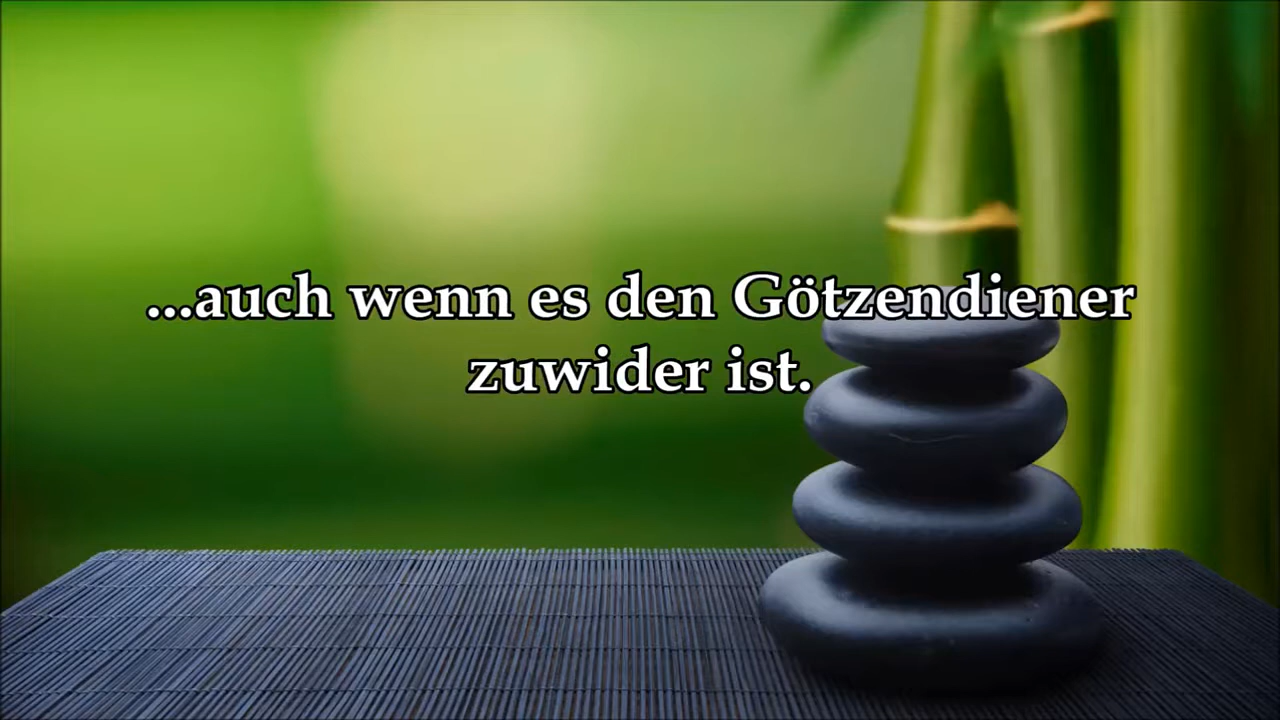 ...auch wenn es den Götzendiener
zuwider ist.